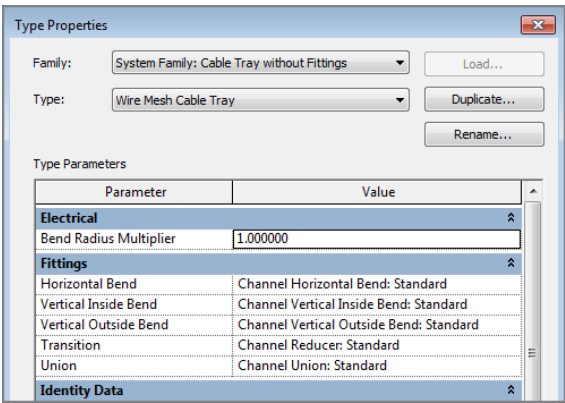 Type Properties
Family: System Family: Cable Tray without Fittings Load...
Type: Wire Mesh Cable Tray Duplicate...
Rename...
Type Parameters
Parameter Value
Electrical
Bend Radius Multiplier 1.000000
Fittings
Horizontal Bend Channel Horizontal Bend: Standard
Vertical Inside Bend Channel Vertical Inside Bend: Standard
Vertical Outside Bend Channel Vertical Outside Bend: Standard
Transition Channel Reducer: Standard
Union Channel Union: Standard
Identity Data